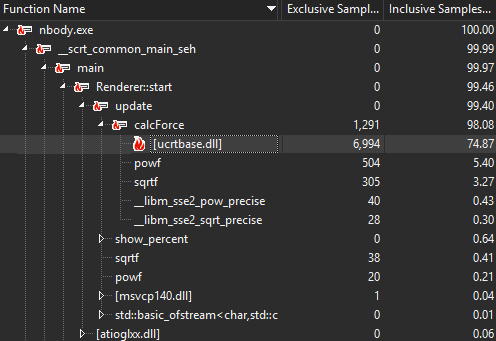 Function Name Exclusive Sampl... Inclusive Samples...
nbody.exe 0 100.00
__scrt_common_main_seh 0 99.99
main 0 99.97
Renderer::start 0 99.46
update 0 99.40
calcForce 1,291 98.08
[ucrtbase.dll] 6,994 74.87
powf 504 5.40
sqrtf 305 3.27
__libm_sse2_pow_precise 40 0.43
__libm_sse2_sqrt_precise 28 0.30
show_percent 0 0.64
sqrtf 38 0.41
powf 20 0.21
[msvcp140.dll] 1 0.04
std::basic_ofstream<char,std::c 0 0.01
[atioglxx.dll] 0 0.06